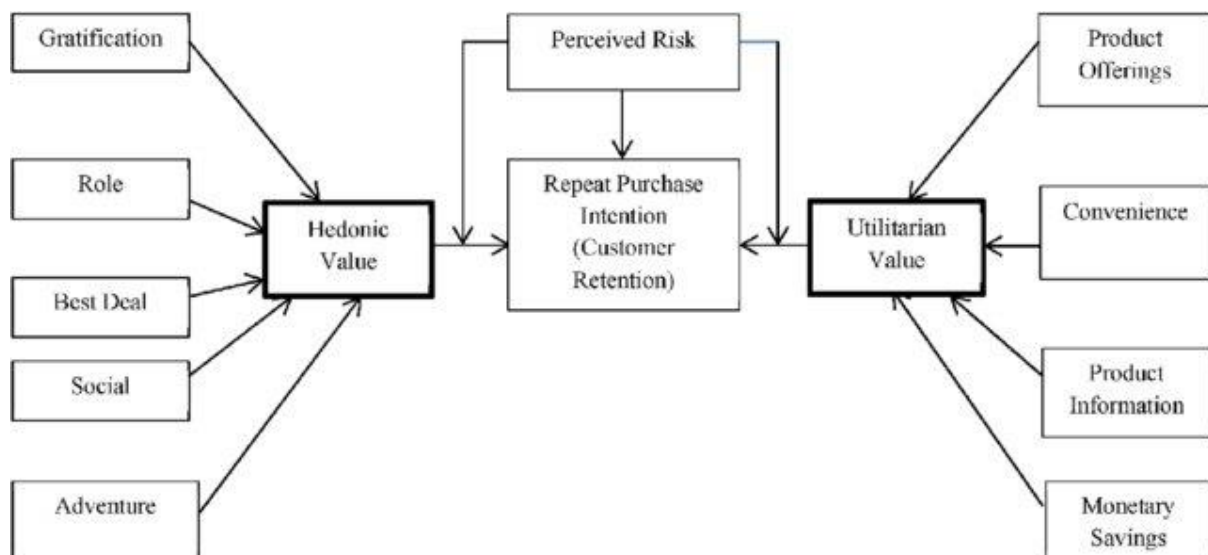 Gratification
Perceived Risk
Product
Offerings
Role
Repeat Purchase
Intention
(Customer
Retention)
Convenience
Hedonic
Value
Utilitarian
Value
Best Deal
Social
Product
Information
Adventure
Monetary
Savings